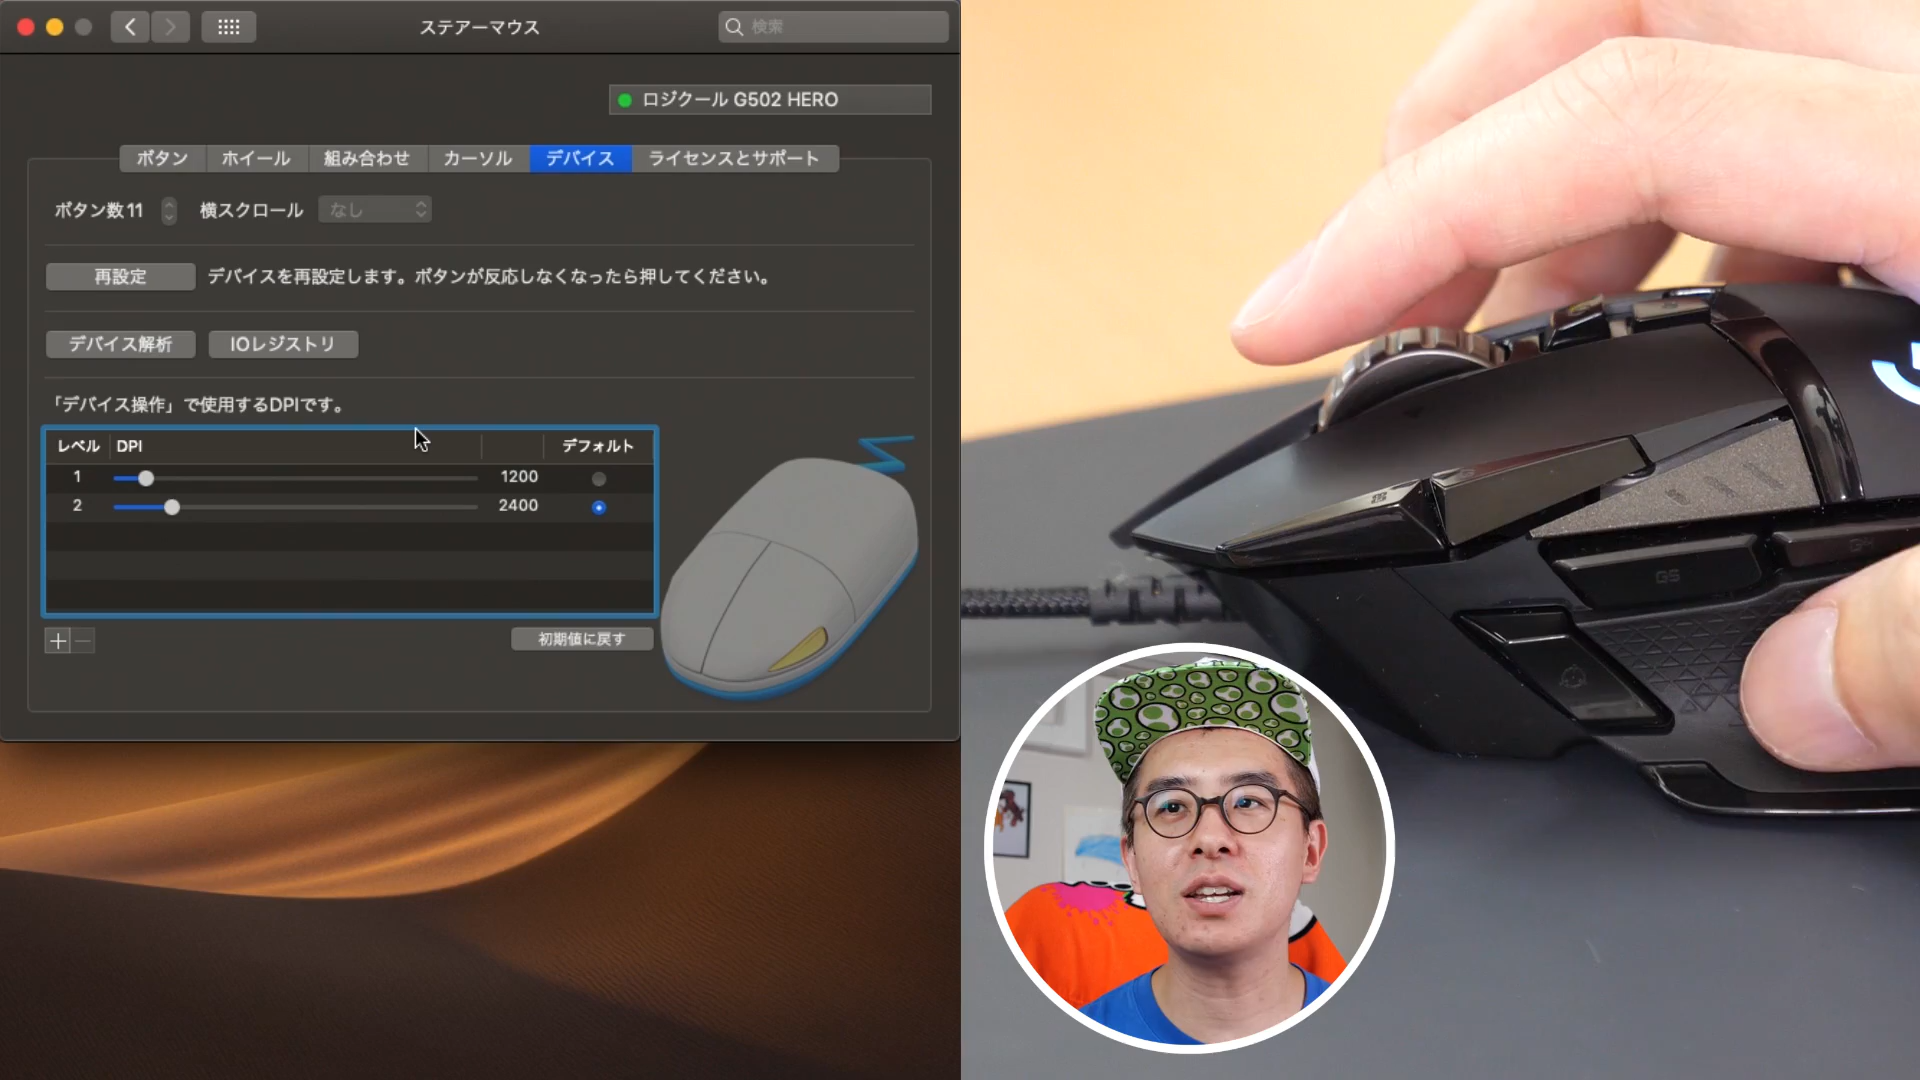 ステアーマウス
検索
ロジクール G502 HERO
ボタン
ホイール
組み合わせ
カーソル
デバイス
ライセンスとサポート
ボタン数 11
横スクロール
なし
再設定
デバイスを再設定します。ボタンが反応しなくなったら押してください。
デバイス解析
IOレジストリ
「デバイス操作」で使用するDPIです。
レベル
DPI
デフォルト
1
1200
2
2400
初期値に戻す
G5
G4